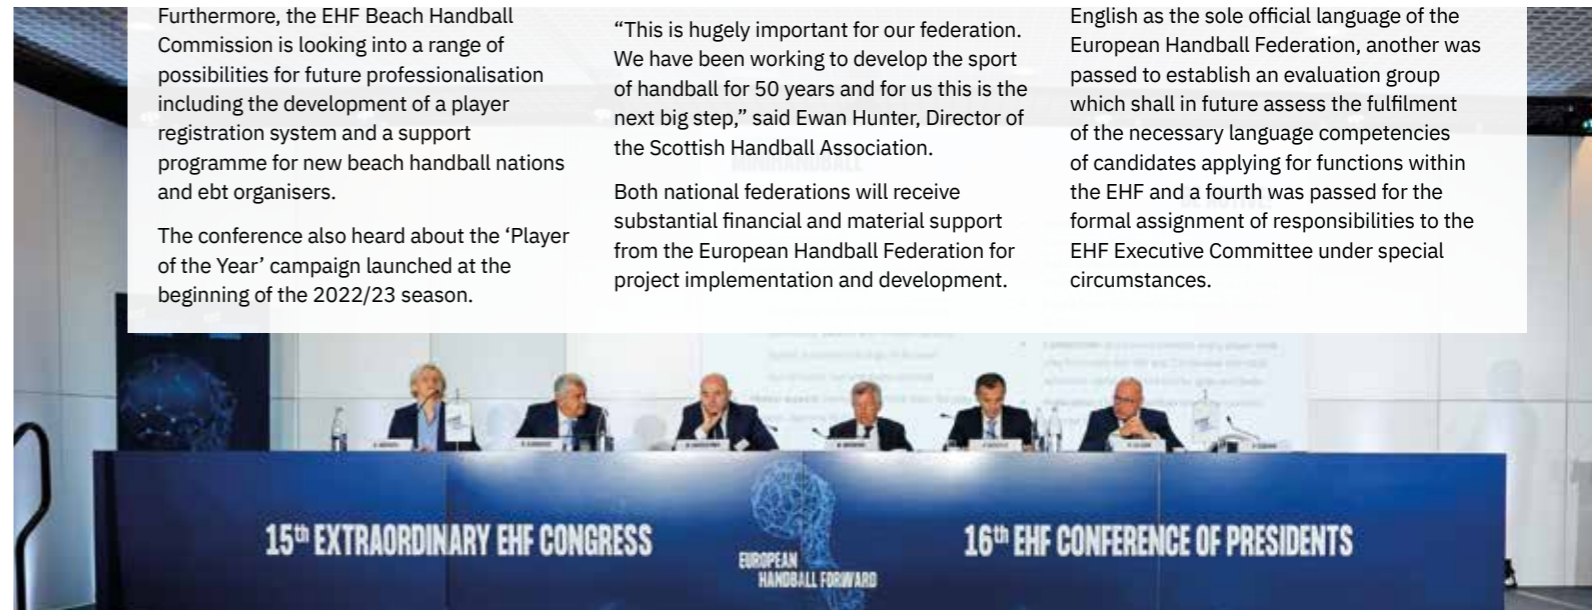 Furthermore, the EHF Beach Handball
Commission is looking into a range of
possibilities for future professionalisation
including the development of a player
registration system and a support
programme for new beach handball nations
and ebt organisers.
The conference also heard about the ‘Player
of the Year’ campaign launched at the
beginning of the 2022/23 season.
“This is hugely important for our federation.
We have been working to develop the sport
of handball for 50 years and for us this is the
next big step,” said Ewan Hunter, Director of
the Scottish Handball Association.
Both national federations will receive
substantial financial and material support
from the European Handball Federation for
project implementation and development.
English as the sole official language of the
European Handball Federation, another was
passed to establish an evaluation group
which shall in future assess the fulfilment
of the necessary language competencies
of candidates applying for functions within
the EHF and a fourth was passed for the
formal assignment of responsibilities to the
EHF Executive Committee under special
circumstances.
15th EXTRAORDINARY EHF CONGRESS
EUROPEAN
HANDBALL FORWARD
16th EHF CONFERENCE OF PRESIDENTS